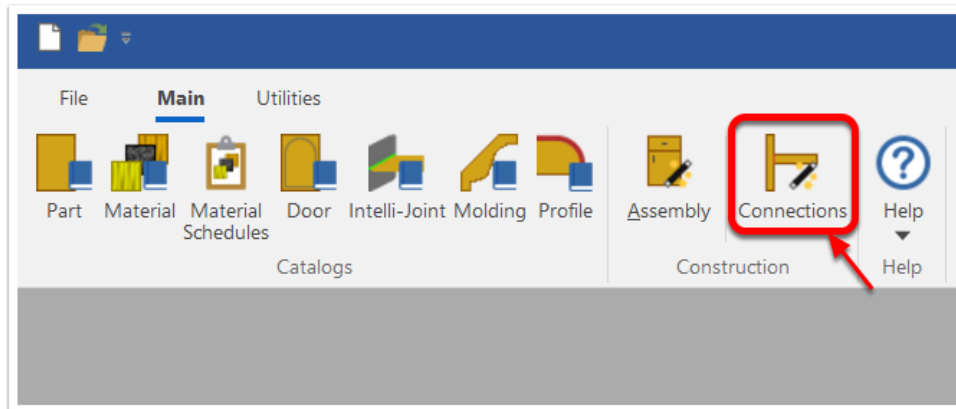 File Main Utilities
Part Material Material Schedules Door Intelli-Joint Molding Profile Assembly Connections Help
Catalogs Construction Help